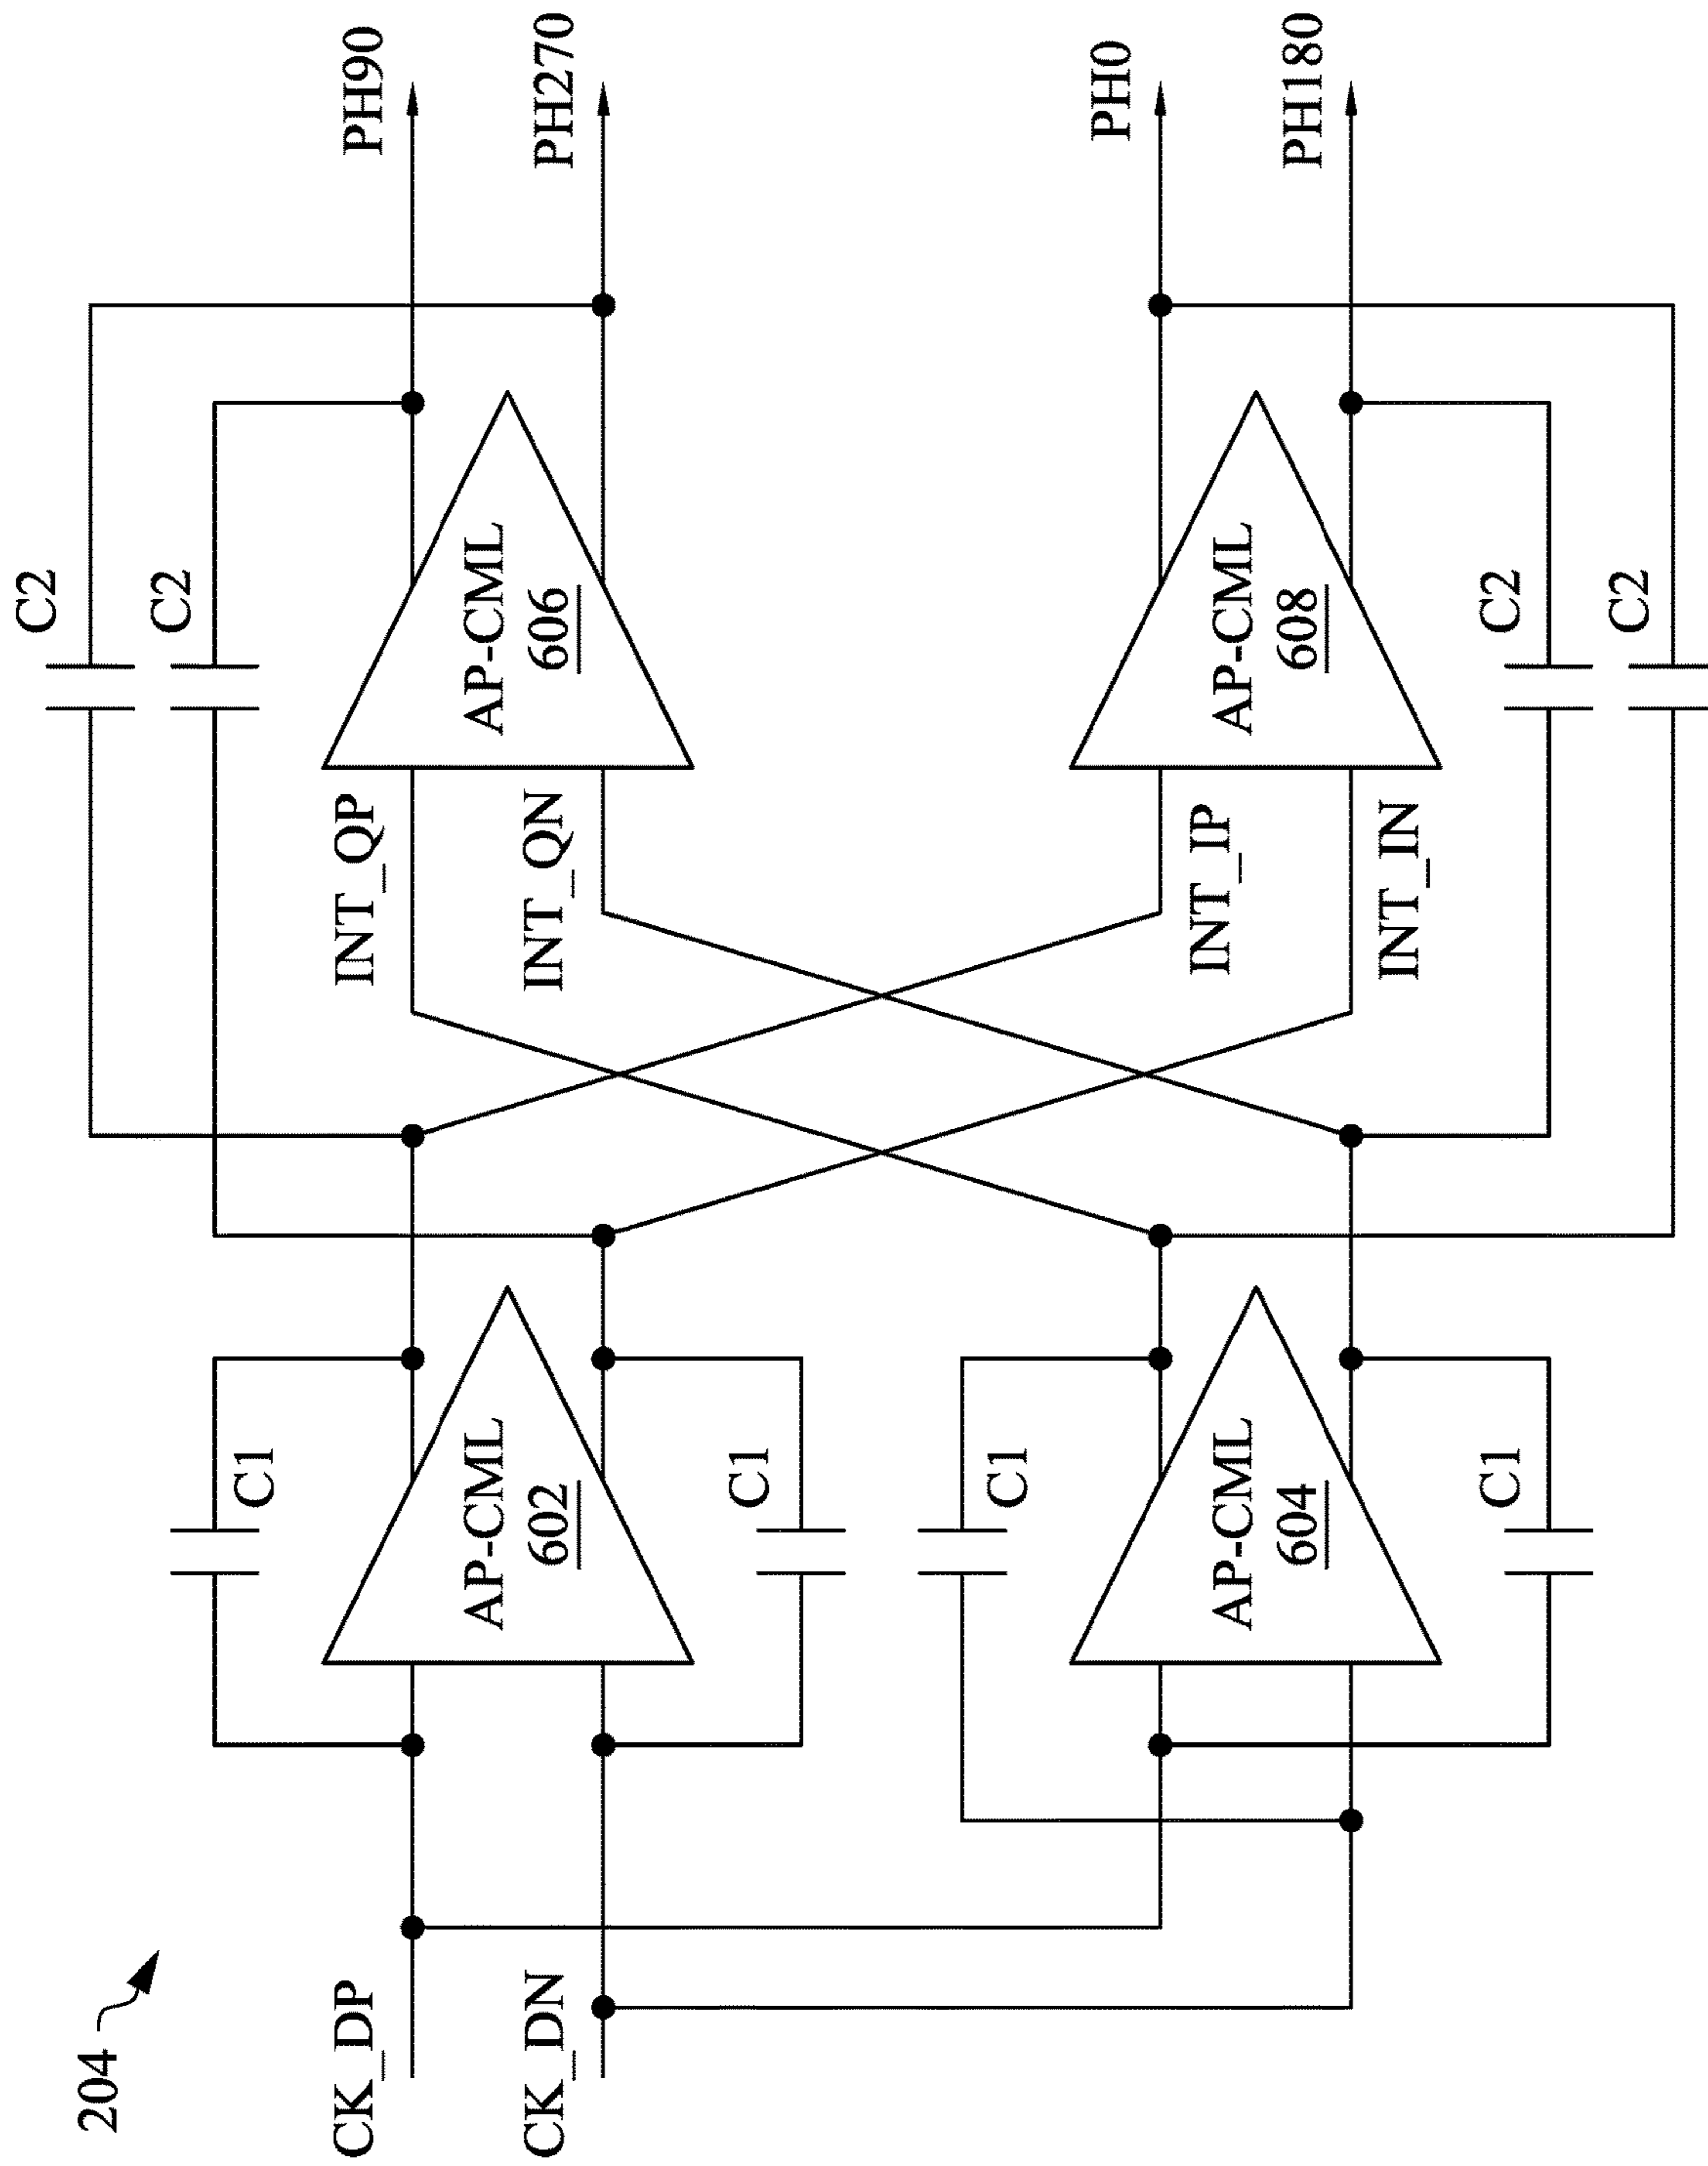 204
CK_DP
CK_DN
C1
AP-CML
602
C1
C1
AP-CML
604
C1
C2
C2
INT_QP
INT_QN
AP-CML
606
INT_IP
INT_IN
AP-CML
608
C2
C2
PH90
PH270
PH0
PH180